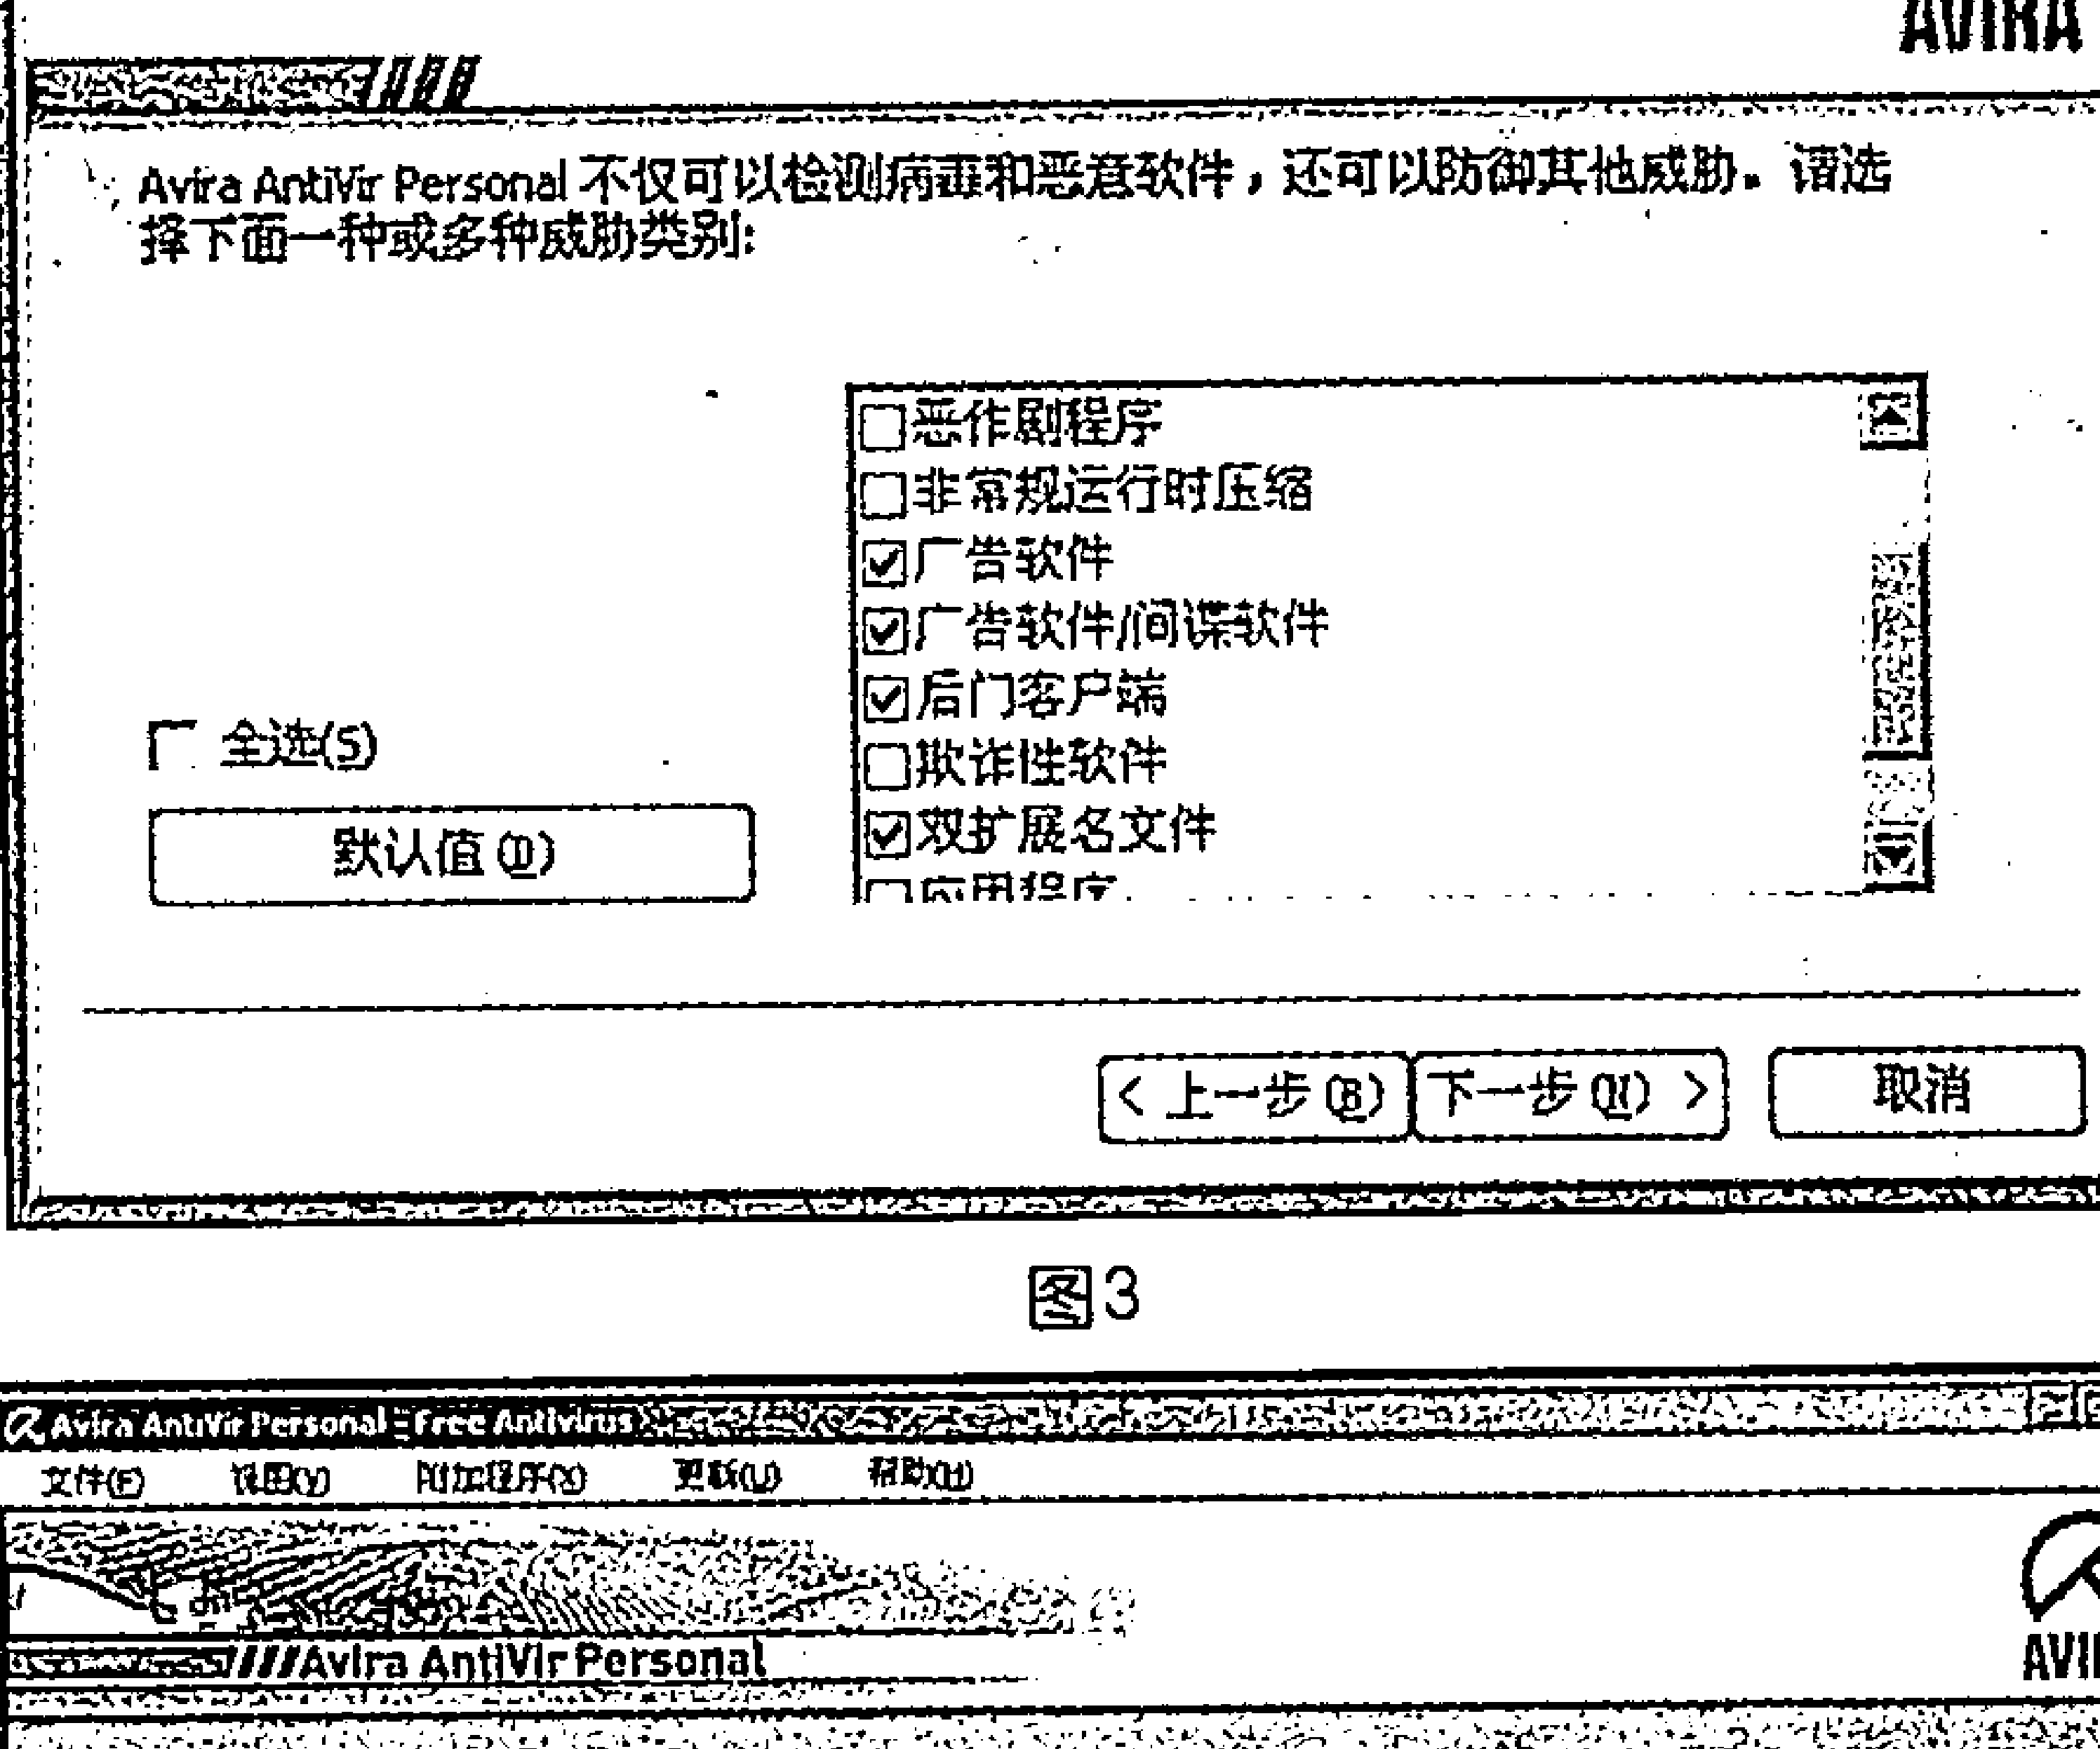 AVIRA
Avira AntiVir Personal 不仅可以检测病毒和恶意软件，还可以防御其他威胁。请选
择下面一种或多种威胁类别:
恶作剧程序
非常规运行时压缩
广告软件
广告软件/间谍软件
后门客户端
全选(S)
欺诈性软件
默认值(D)
双扩展名文件
应用程序
< 上一步(B)
下一步(N) >
取消
图3
Avira AntiVir Personal - Free Antivirus
文件(F) 视图(V) 附加程序(X) 更新(U) 帮助(H)
Avira AntiVir Personal
AVI